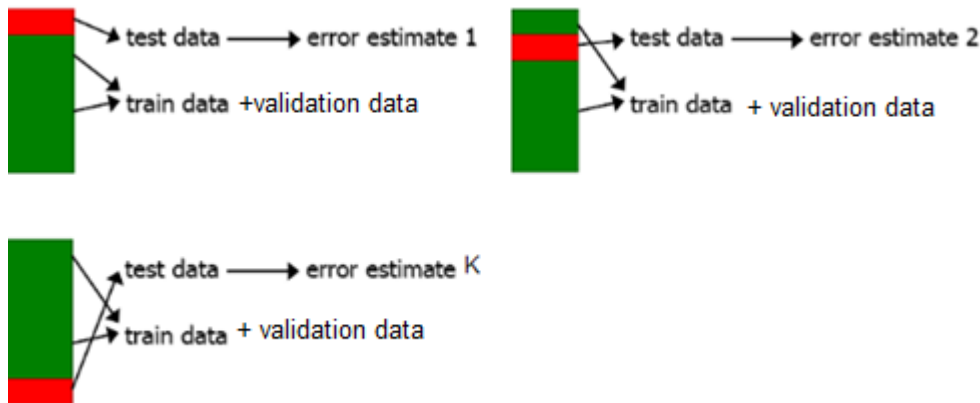 test data error estimate 1
train data +validation data
test data error estimate 2
train data + validation data
test data error estimate K
train data + validation data